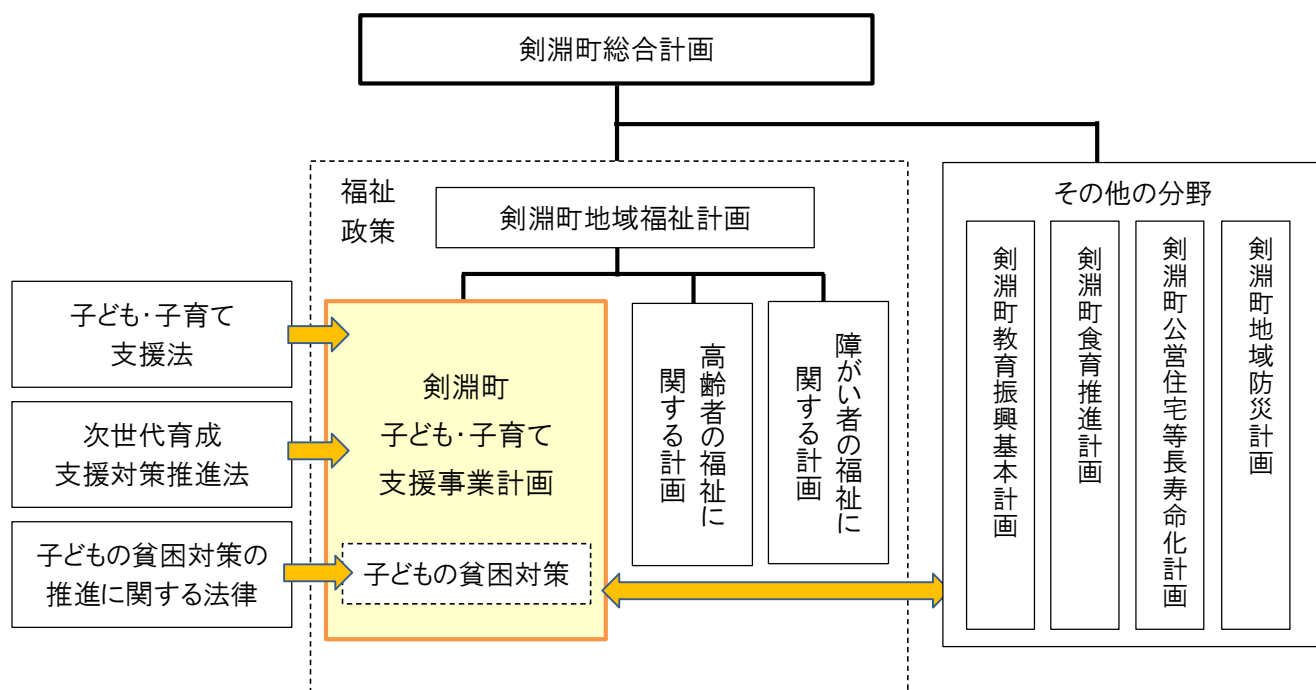 剣淵町総合計画
福祉
政策
剣淵町地域福祉計画
その他の分野
子ども・子育て
支援法
次世代育成
支援対策推進法
子どもの貧困対策の
推進に関する法律
剣淵町
子ども・子育て
支援事業計画
子どもの貧困対策
高齢者の福祉に
関する計画
障がい者の福祉に
関する計画
剣淵町教育振興基本計画
剣淵町食育推進計画
剣淵町公営住宅等長寿命化計画
剣淵町地域防災計画